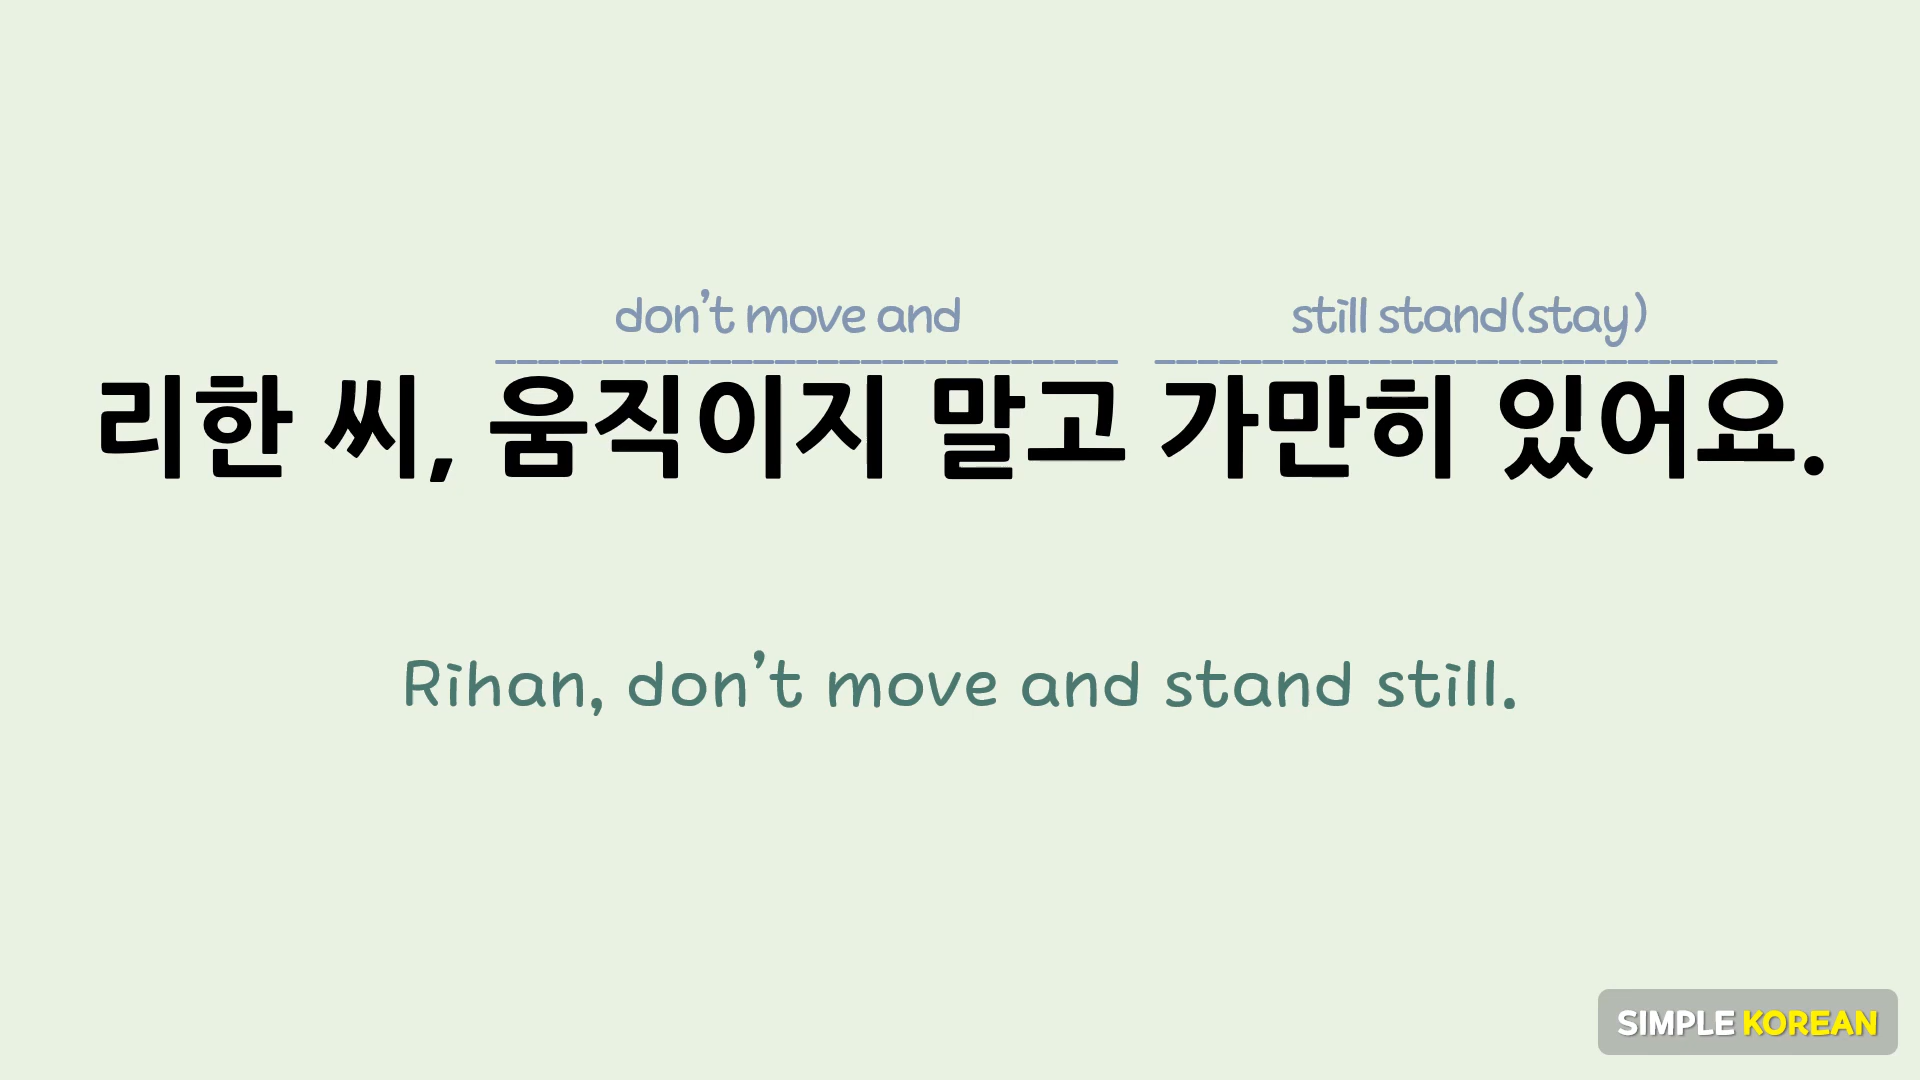 don't move and still stand(stay)
리한 씨, 움직이지 말고 가만히 있어요.
Rihan, don't move and stand still.
SIMPLE KOREAN